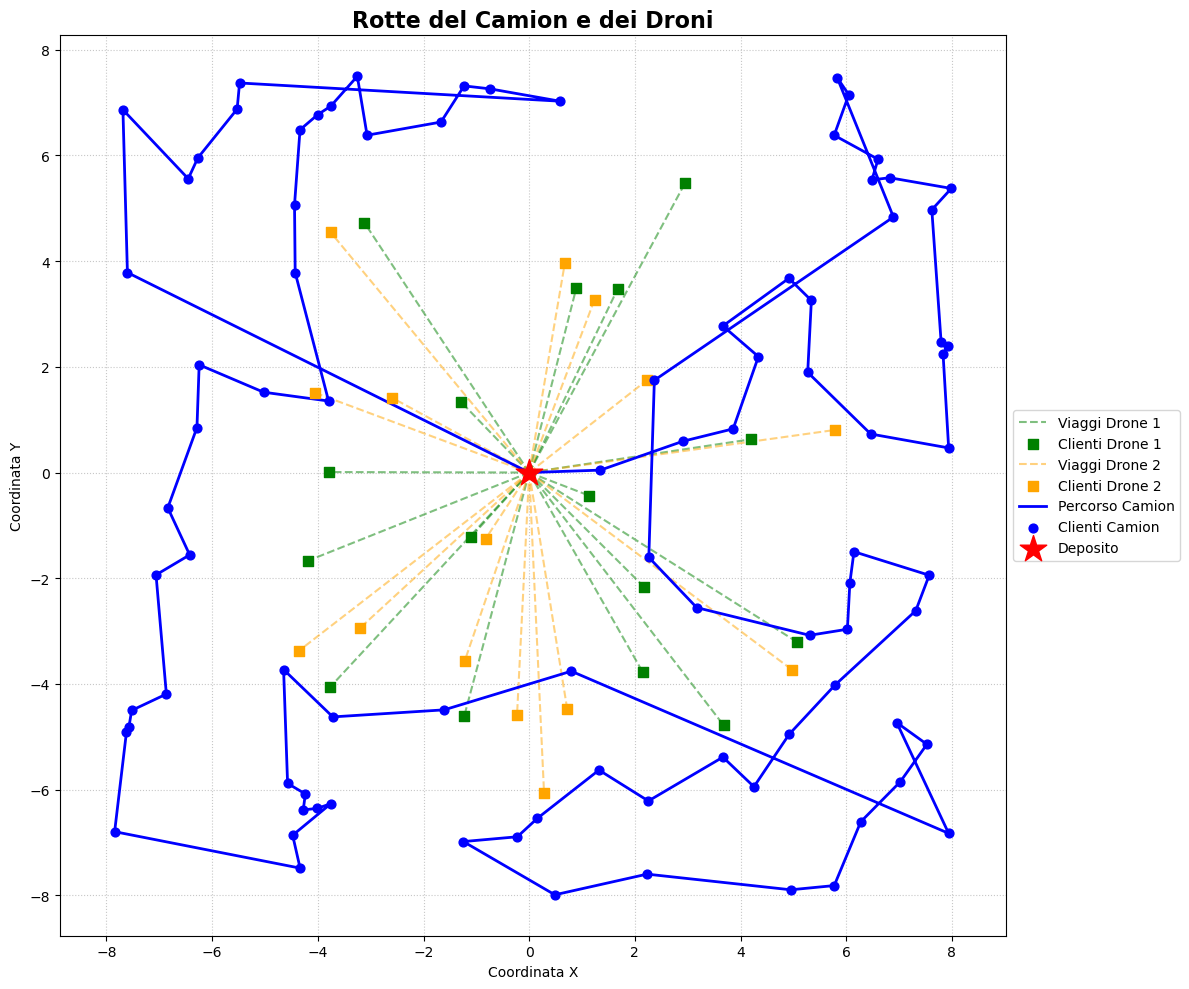 Rotte del Camion e dei Droni
Coordinata Y
8
6
4
2
0
−2
−4
−6
−8
−8
−6
−4
−2
0
2
4
6
8
Coordinata X
Viaggi Drone 1
Clienti Drone 1
Viaggi Drone 2
Clienti Drone 2
Percorso Camion
Clienti Camion
Deposito